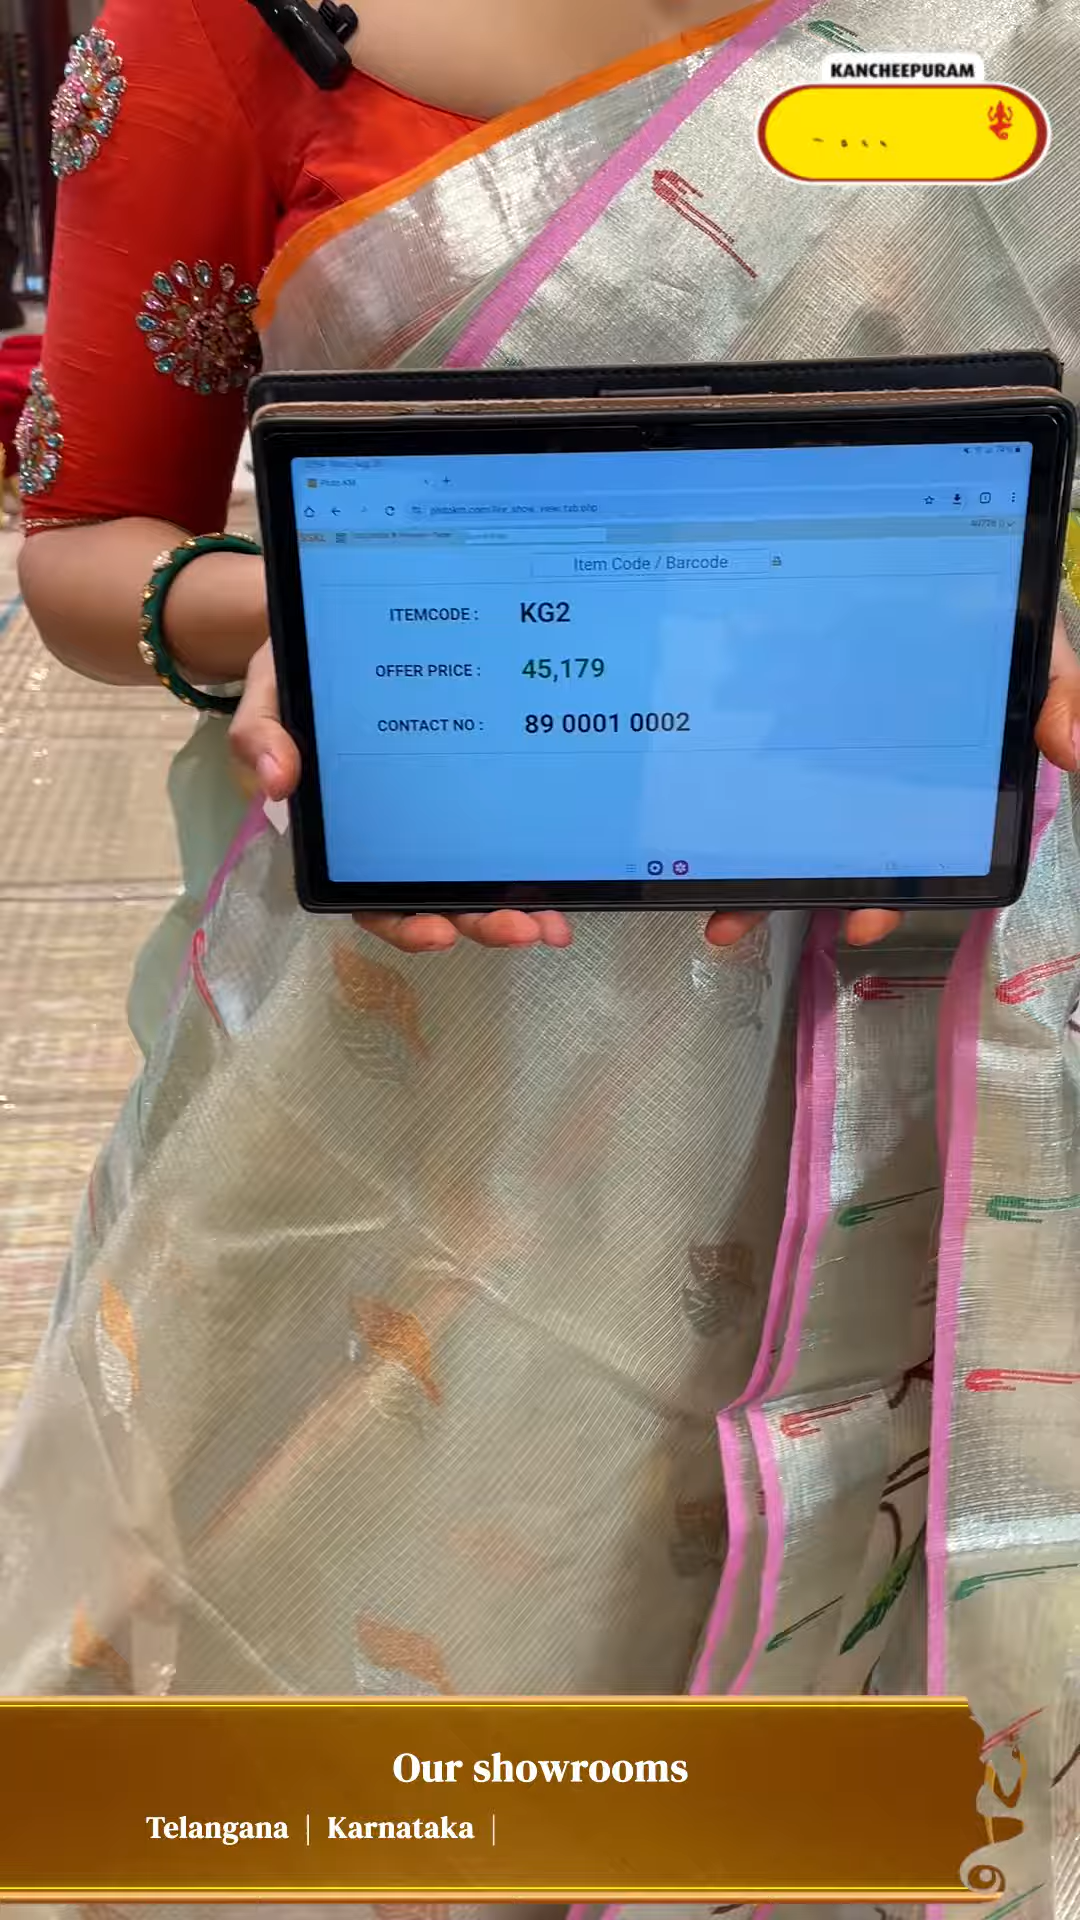 KANCHEEPURAM
Item Code / Barcode
ITEMCODE : KG2
OFFER PRICE : 45,179
CONTACT NO : 89 0001 0002
Our showrooms
Telangana | Karnataka |